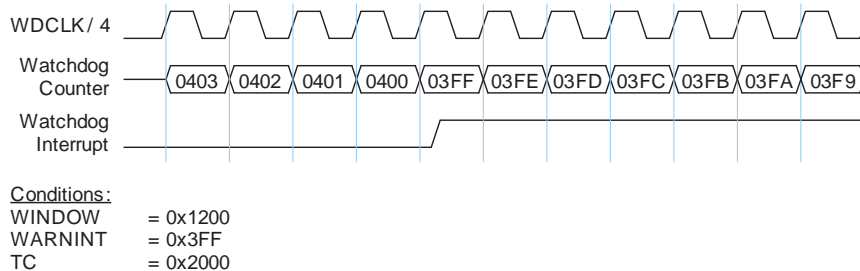 WDCLK / 4
Watchdog
Counter
0403 0402 0401 0400 03FF 03FE 03FD 03FC 03FB 03FA 03F9
Watchdog
Interrupt
Conditions:
WINDOW = 0x1200
WARNINT = 0x3FF
TC = 0x2000